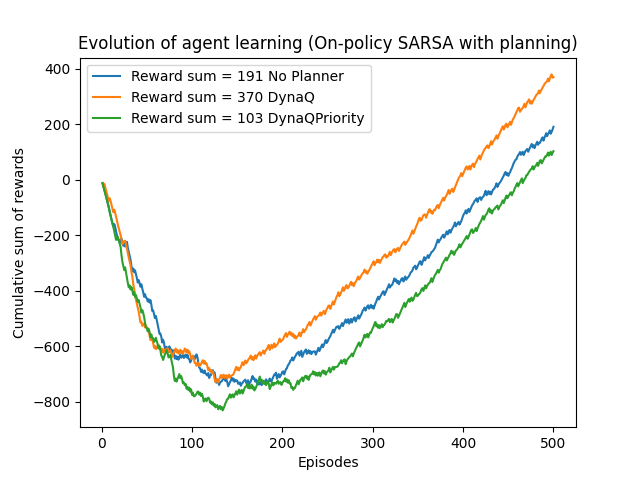 Evolution of agent learning (On-policy SARSA with planning)
Reward sum = 191 No Planner
Reward sum = 370 DynaQ
Reward sum = 103 DynaQPriority
Cumulative sum of rewards
400
200
0
−200
−400
−600
−800
0 100 200 300 400 500
Episodes